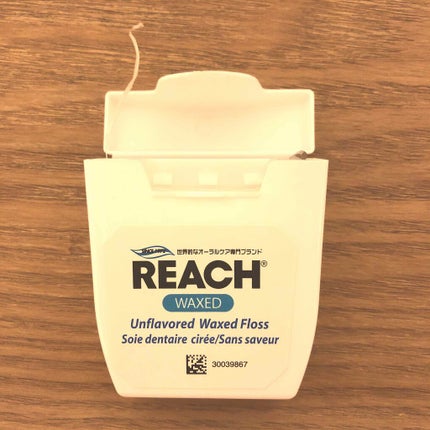 世界的なオーラルケア専門ブランド
REACH®
WAXED
Unflavored Waxed Floss
Soie dentaire cirée/Sans saveur
30039867